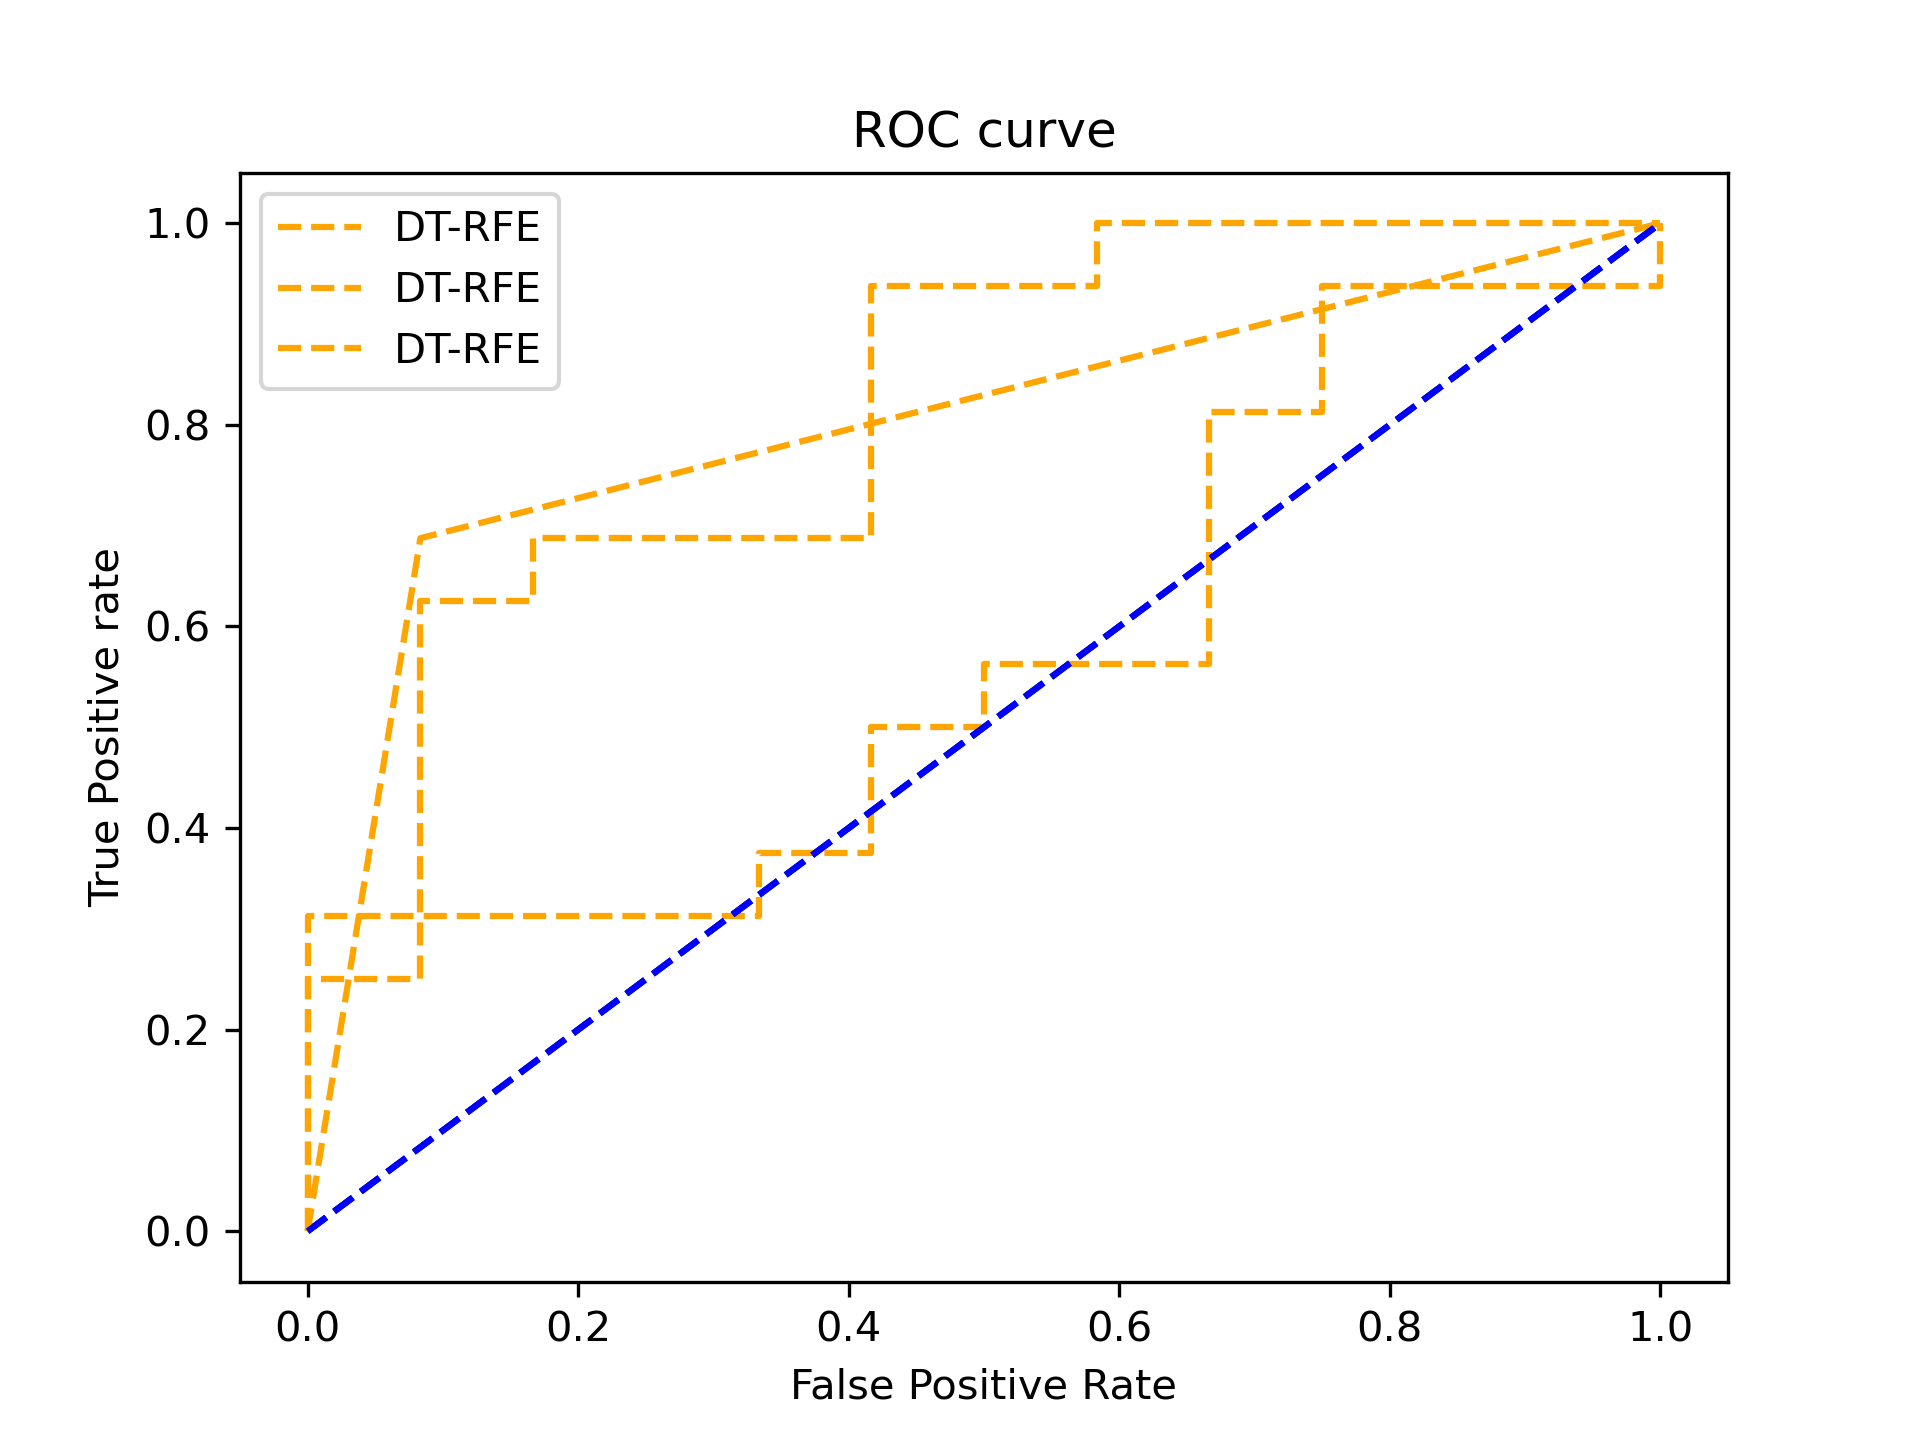 ROC curve
DT-RFE
DT-RFE
DT-RFE
1.0
0.8
0.6
0.4
0.2
0.0
True Positive rate
0.0 0.2 0.4 0.6 0.8 1.0
False Positive Rate